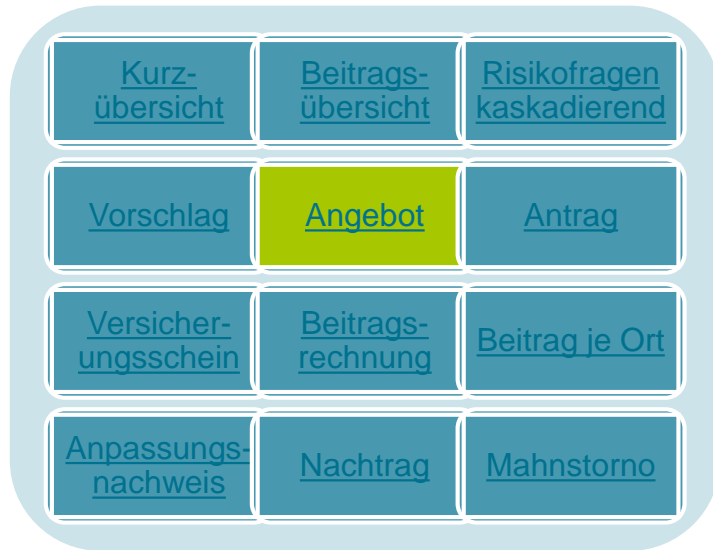 Kurz-
übersicht
Beitrags-
übersicht
Risikofragen
kaskadierend
Vorschlag
Angebot
Antrag
Versicher-
ungsschein
Beitrags-
rechnung
Beitrag je Ort
Anpassungs-
nachweis
Nachtrag
Mahnstorno